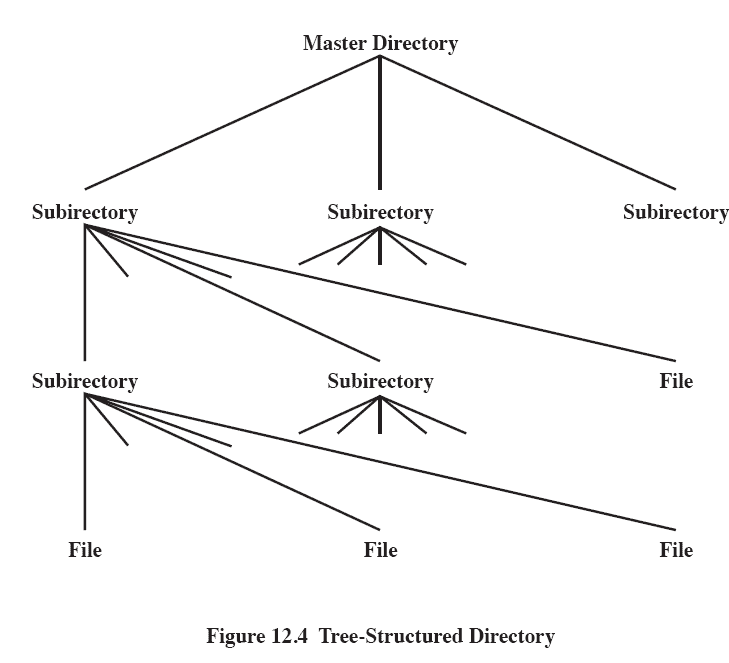 Master Directory
Subirectory Subirectory Subirectory
Subirectory Subirectory File
File File File
Figure 12.4 Tree-Structured Directory